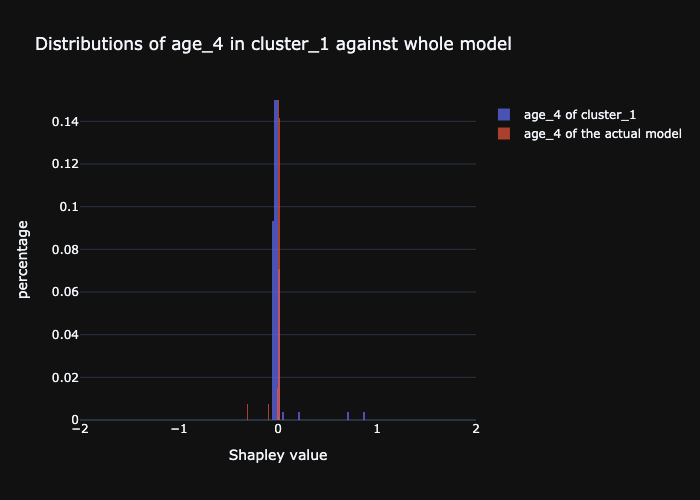 Distributions of age_4 in cluster_1 against whole model
age_4 of cluster_1
age_4 of the actual model
percentage
0.14
0.12
0.1
0.08
0.06
0.04
0.02
0
−2
−1
0
1
2
Shapley value